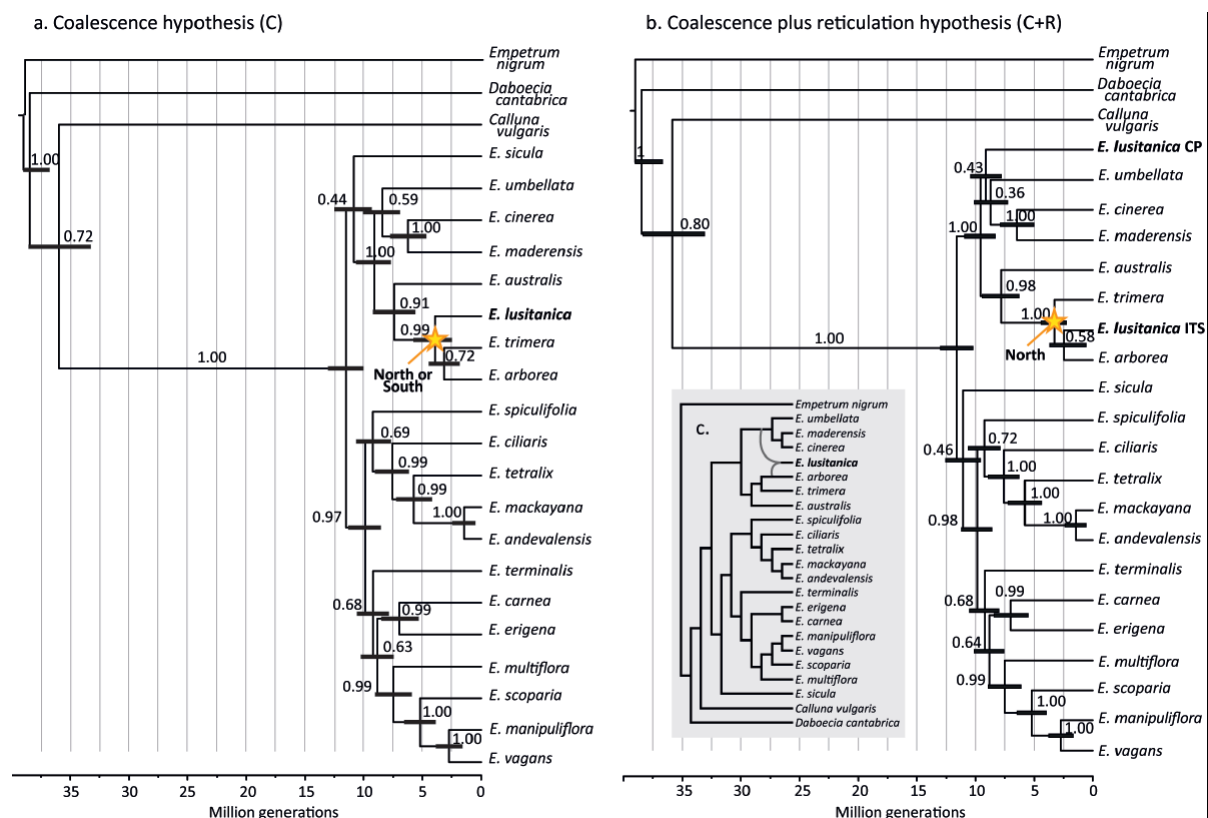 a. Coalescence hypothesis (C)
Empetrum
nigrum
Daboecia
cantabrica
Calluna
vulgaris
E. sicula
E. umbellata
E. cinerea
E. maderensis
E. australis
E. lusitanica
E. trimera
E. arborea
E. spiculifolia
E. ciliaris
E. tetralix
E. mackayana
E. andevalensis
E. terminalis
E. carnea
E. erigena
E. multiflora
E. scoparia
E. manipuliflora
E. vagans
1.00
0.72
1.00
0.44
0.59
1.00
1.00
0.91
0.99
0.72
North or
South
0.69
0.99
0.99
1.00
0.97
0.68
0.99
0.63
0.99
1.00
1.00
35 30 25 20 15 10 5 0
Million generations
b. Coalescence plus reticulation hypothesis (C+R)
Empetrum
nigrum
Daboecia
cantabrica
Calluna
vulgaris
E. lusitanica CP
E. umbellata
E. cinerea
E. maderensis
E. australis
E. trimera
E. lusitanica ITS
E. arborea
E. sicula
E. spiculifolia
E. ciliaris
E. tetralix
E. mackayana
E. andevalensis
E. terminalis
E. carnea
E. erigena
E. multiflora
E. scoparia
E. manipuliflora
E. vagans
1
0.80
1.00
0.43
0.36
1.00
1.00
0.98
1.00
0.58
North
0.46
0.72
1.00
1.00
1.00
0.98
0.68
0.99
0.64
0.99
1.00
1.00
35 30 25 20 15 10 5 0
Million generations
c.
Empetrum nigrum
E. umbellata
E. maderensis
E. cinerea
E. lusitanica
E. arborea
E. trimera
E. australis
E. spiculifolia
E. ciliaris
E. tetralix
E. mackayana
E. andevalensis
E. terminalis
E. erigena
E. carnea
E. manipuliflora
E. vagans
E. scoparia
E. multiflora
E. sicula
Calluna vulgaris
Daboecia cantabrica